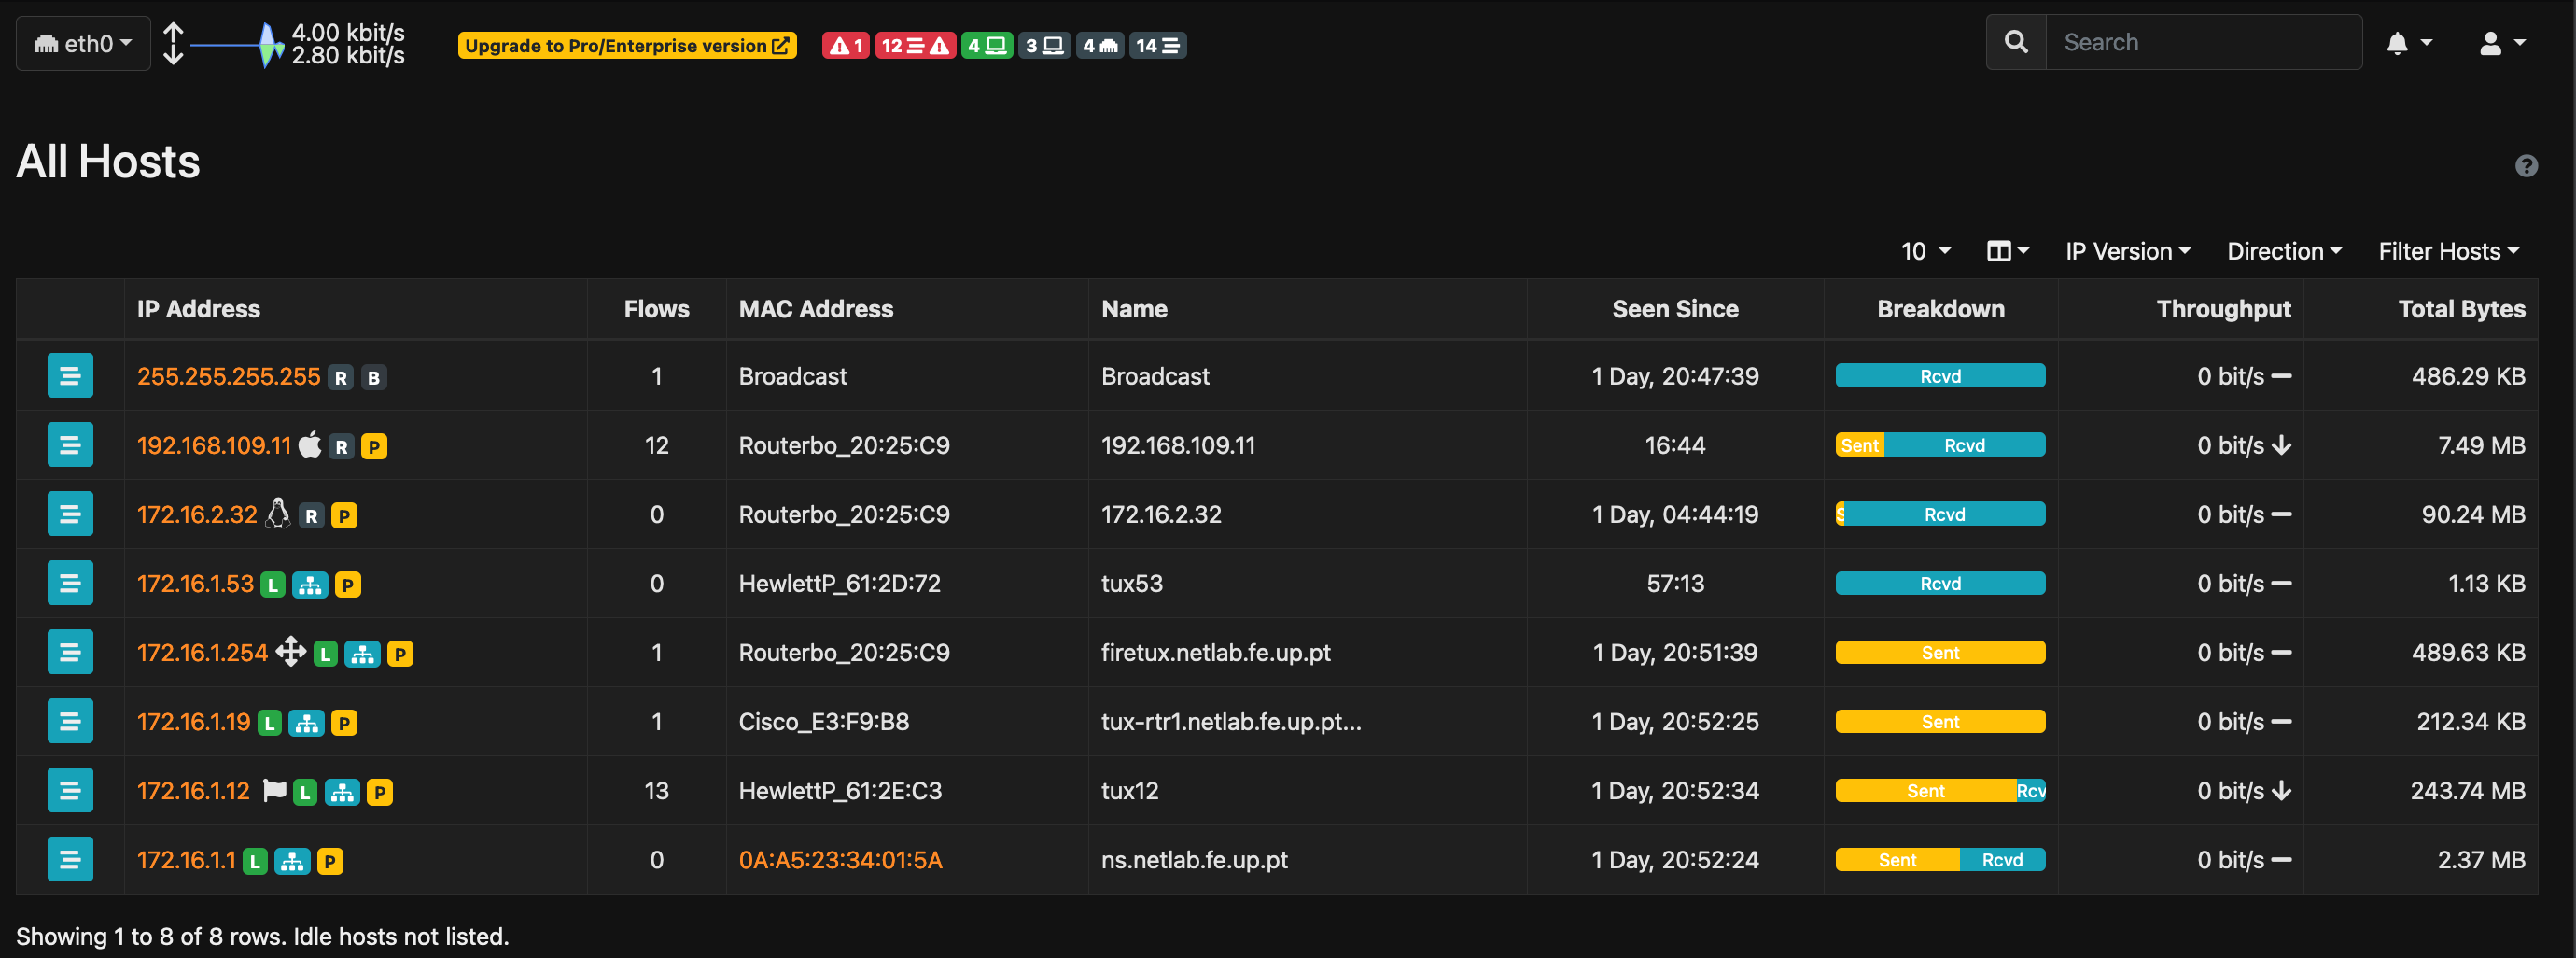 eth0
4.00 kbit/s
2.80 kbit/s
Upgrade to Pro/Enterprise version
1 12 4 3 4 14
Search
All Hosts
10 IP Version Direction Filter Hosts
IP Address Flows MAC Address Name Seen Since Breakdown Throughput Total Bytes
255.255.255.255 R B 1 Broadcast Broadcast 1 Day, 20:47:39 Rcvd 0 bit/s 486.29 KB
192.168.109.11 R P 12 Routerbo_20:25:C9 192.168.109.11 16:44 Sent Rcvd 0 bit/s 7.49 MB
172.16.2.32 R P 0 Routerbo_20:25:C9 172.16.2.32 1 Day, 04:44:19 S Rcvd 0 bit/s 90.24 MB
172.16.1.53 L P 0 HewlettP_61:2D:72 tux53 57:13 Rcvd 0 bit/s 1.13 KB
172.16.1.254 L P 1 Routerbo_20:25:C9 firetux.netlab.fe.up.pt 1 Day, 20:51:39 Sent 0 bit/s 489.63 KB
172.16.1.19 L P 1 Cisco_E3:F9:B8 tux-rtr1.netlab.fe.up.pt... 1 Day, 20:52:25 Sent 0 bit/s 212.34 KB
172.16.1.12 L P 13 HewlettP_61:2E:C3 tux12 1 Day, 20:52:34 Sent Rcv 0 bit/s 243.74 MB
172.16.1.1 L P 0 0A:A5:23:34:01:5A ns.netlab.fe.up.pt 1 Day, 20:52:24 Sent Rcvd 0 bit/s 2.37 MB
Showing 1 to 8 of 8 rows. Idle hosts not listed.